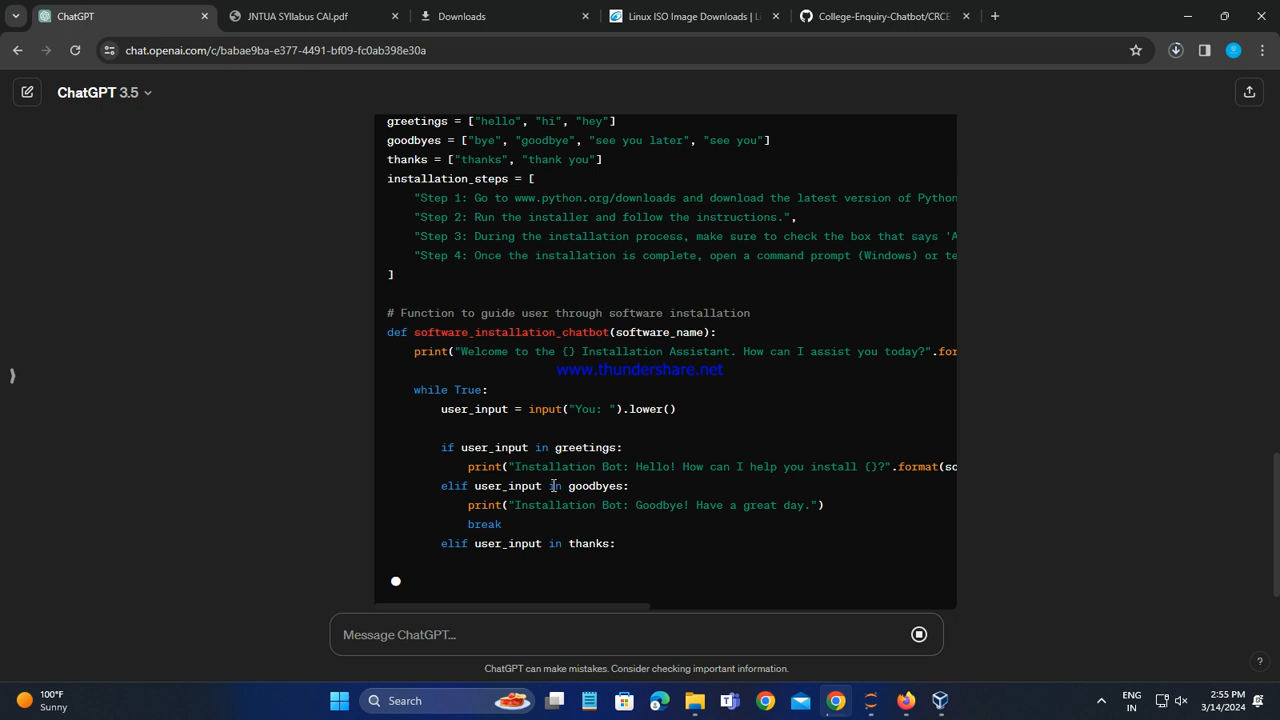 ChatGPT
JNTUA SYllabus CAI.pdf
Downloads
Linux ISO Image Downloads | Li
College-Enquiry-Chatbot/CRCE
chat.openai.com/c/babae9ba-e377-4491-bf09-fc0ab398e30a
ChatGPT 3.5
greetings = ["hello", "hi", "hey"]
goodbyes = ["bye", "goodbye", "see you later", "see you"]
thanks = ["thanks", "thank you"]
installation_steps = [
"Step 1: Go to www.python.org/downloads and download the latest version of Python
"Step 2: Run the installer and follow the instructions.",
"Step 3: During the installation process, make sure to check the box that says 'A
"Step 4: Once the installation is complete, open a command prompt (Windows) or te
]
# Function to guide user through software installation
def software_installation_chatbot(software_name):
print("Welcome to the {} Installation Assistant. How can I assist you today?".for
www.thundershare.net
while True:
user_input = input("You: ").lower()
if user_input in greetings:
print("Installation Bot: Hello! How can I help you install {}?".format(so
elif user_input in goodbyes:
print("Installation Bot: Goodbye! Have a great day.")
break
elif user_input in thanks:
Message ChatGPT...
ChatGPT can make mistakes. Consider checking important information.
?
100°F
Sunny
Search
ENG
IN
2:55 PM
3/14/2024